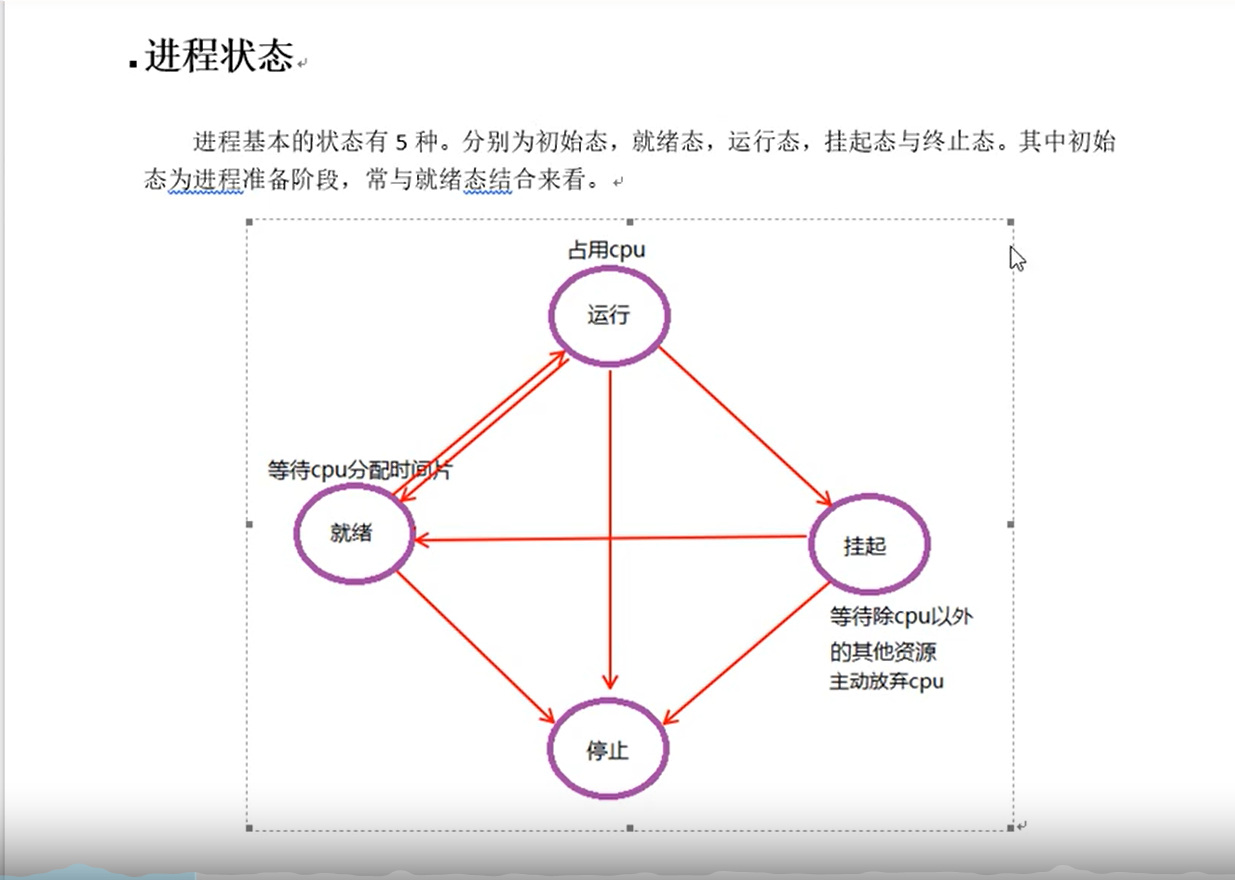 进程状态
进程基本的状态有 5 种。分别为初始态，就绪态，运行态，挂起态与终止态。其中初始
态为进程准备阶段，常与就绪态结合来看。
占用cpu
运行
等待cpu分配时间片
就绪
挂起
等待除cpu以外
的其他资源
主动放弃cpu
停止